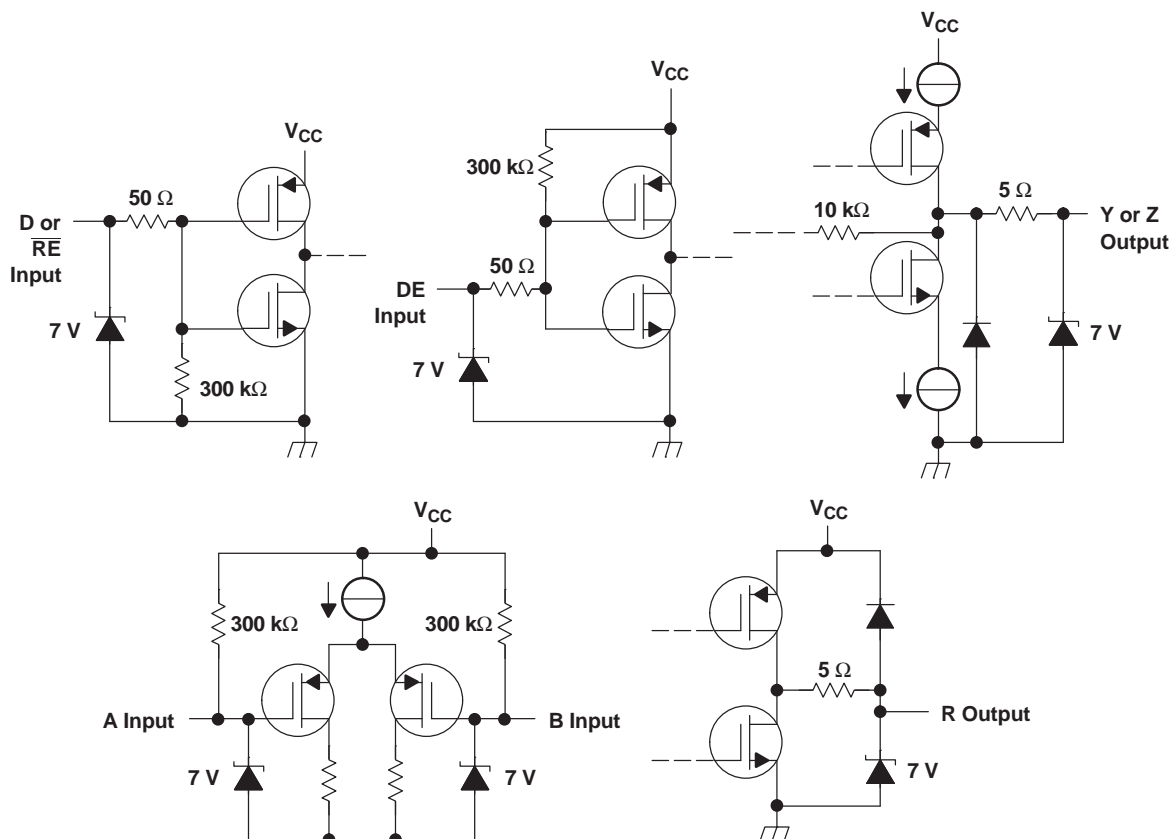 VCC
50 Ω
D or
RE
Input
7 V
300 kΩ
VCC
300 kΩ
50 Ω
DE
Input
7 V
VCC
5 Ω
10 kΩ
Y or Z
Output
7 V
VCC
300 kΩ
300 kΩ
A Input
B Input
7 V
7 V
VCC
5 Ω
R Output
7 V